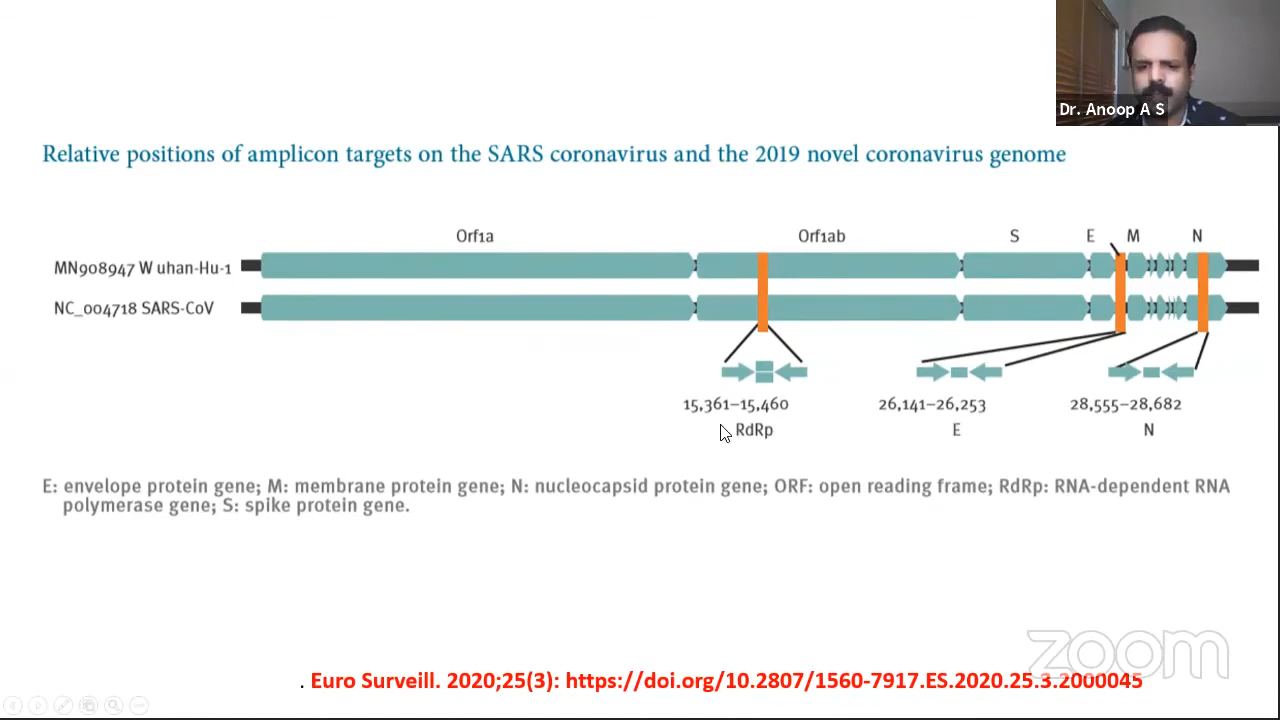 Dr. Anoop A S
Relative positions of amplicon targets on the SARS coronavirus and the 2019 novel coronavirus genome
Orf1a Orf1ab S E M N
MN908947 W uhan-Hu-1
NC_004718 SARS-CoV
15,361–15,460 26,141–26,253 28,555–28,682
RdRp E N
E: envelope protein gene; M: membrane protein gene; N: nucleocapsid protein gene; ORF: open reading frame; RdRp: RNA-dependent RNA
polymerase gene; S: spike protein gene.
zoom
. Euro Surveill. 2020;25(3): https://doi.org/10.2807/1560-7917.ES.2020.25.3.2000045